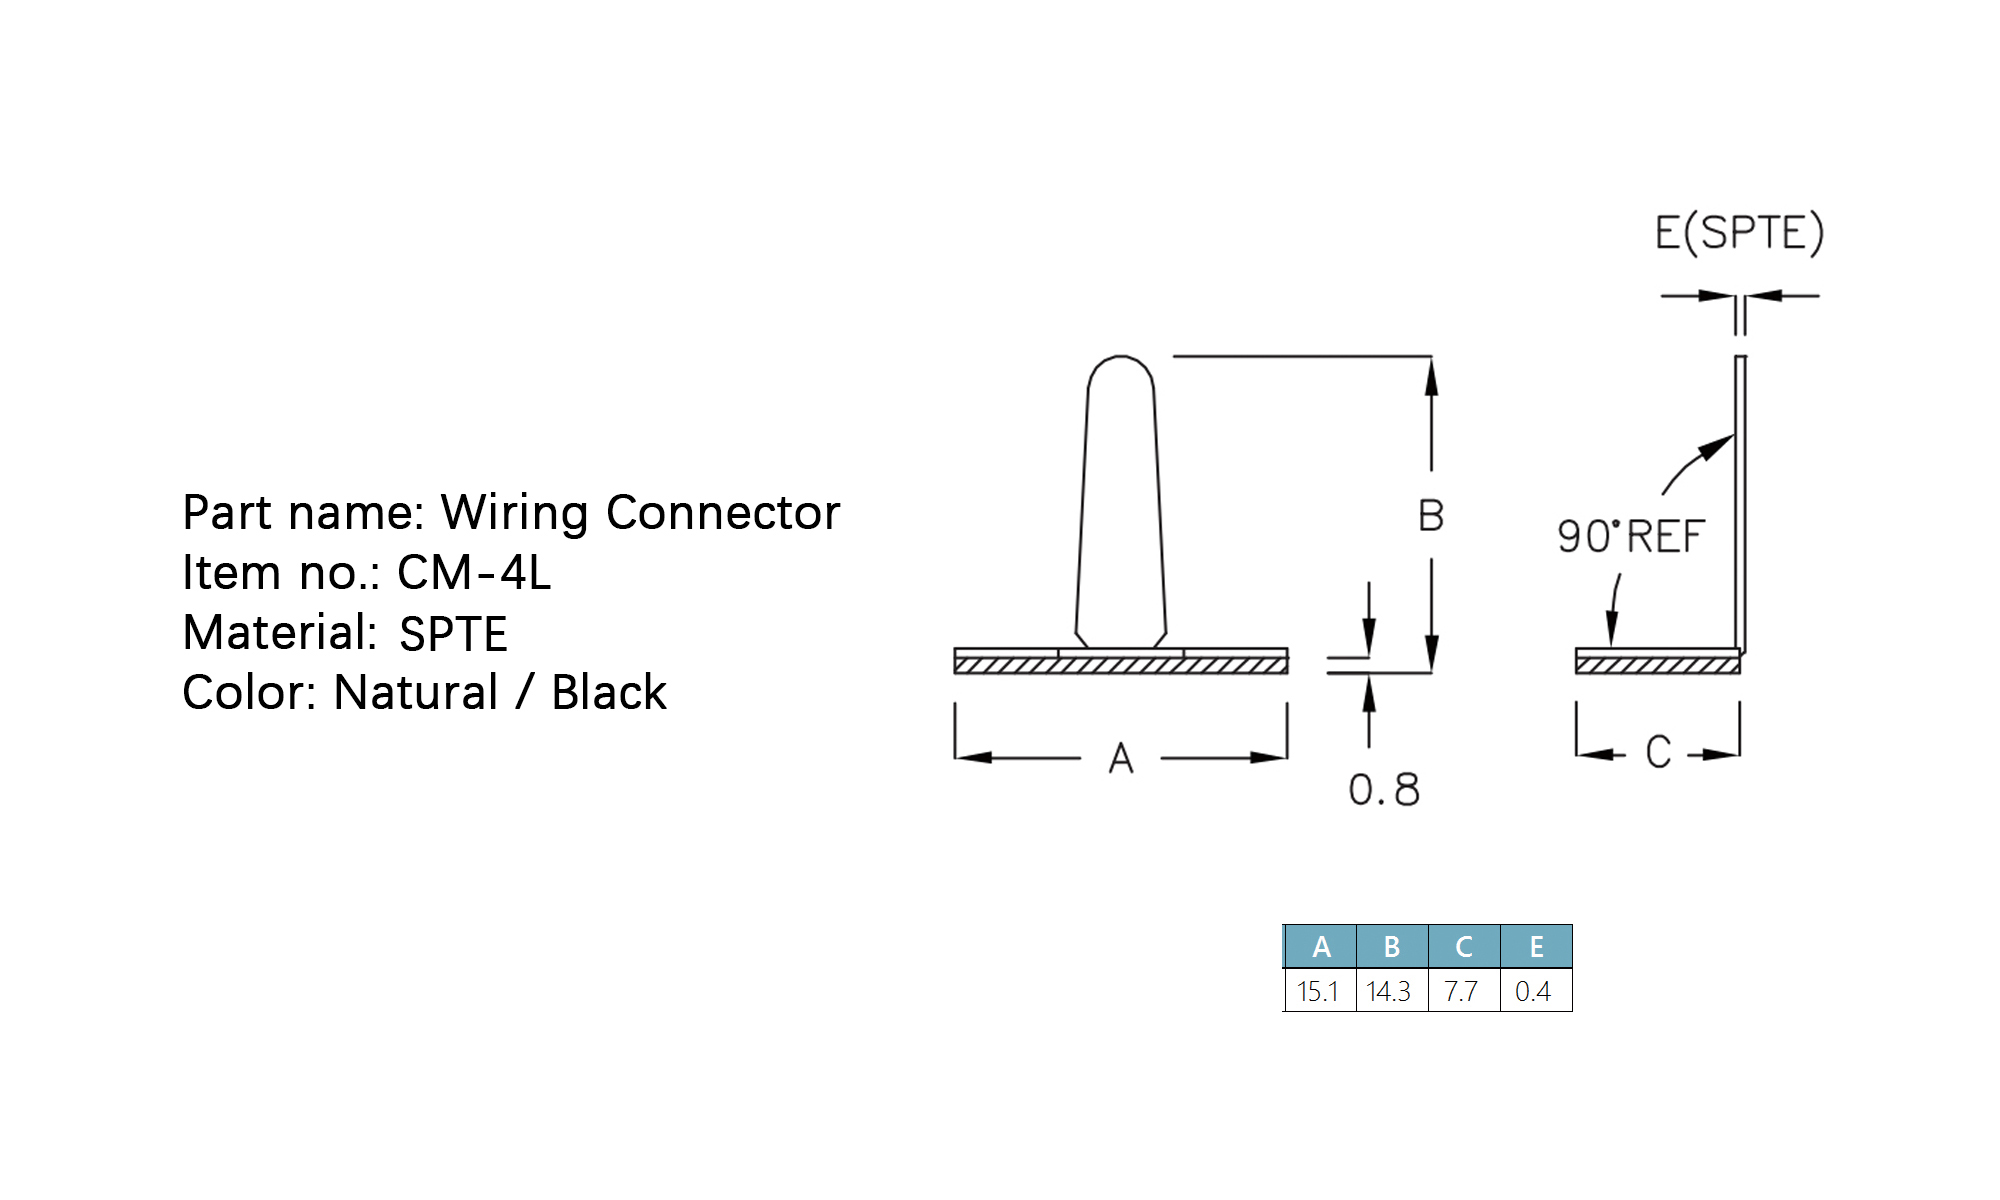 Part name: Wiring Connector
Item no.: CM-4L
Material: SPTE
Color: Natural / Black
E(SPTE)
B
90°REF
A
0.8
C
A B C E
15.1 14.3 7.7 0.4